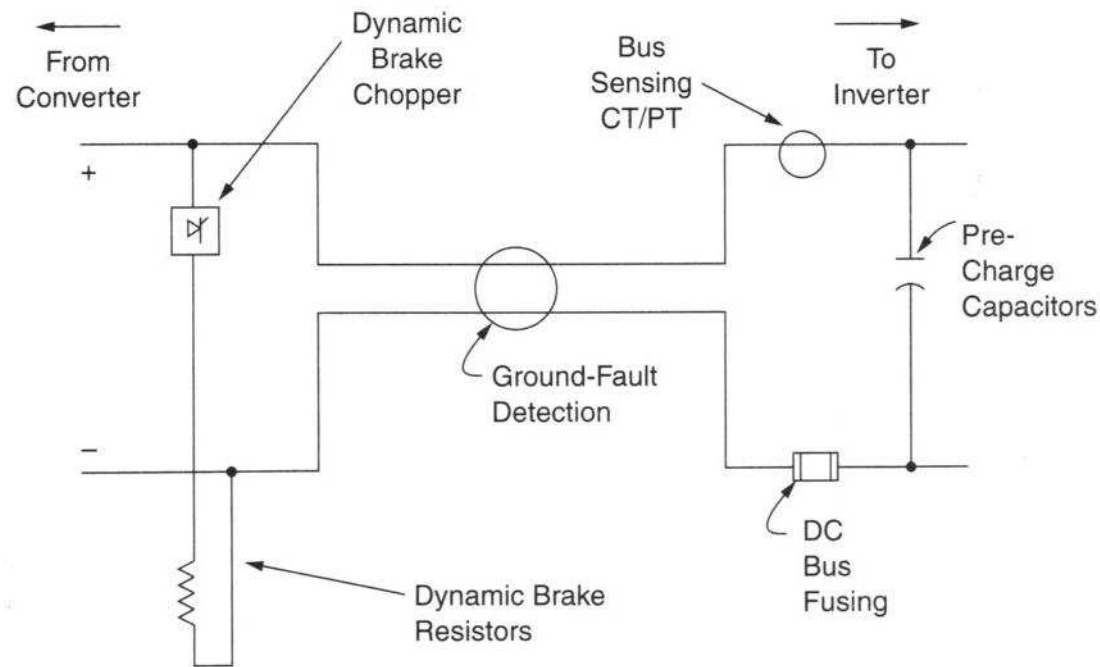 From
Converter
Dynamic
Brake
Chopper
Bus
Sensing
CT/PT
To
Inverter
+
Pre-
Charge
Capacitors
Ground-Fault
Detection
–
DC
Bus
Fusing
Dynamic Brake
Resistors